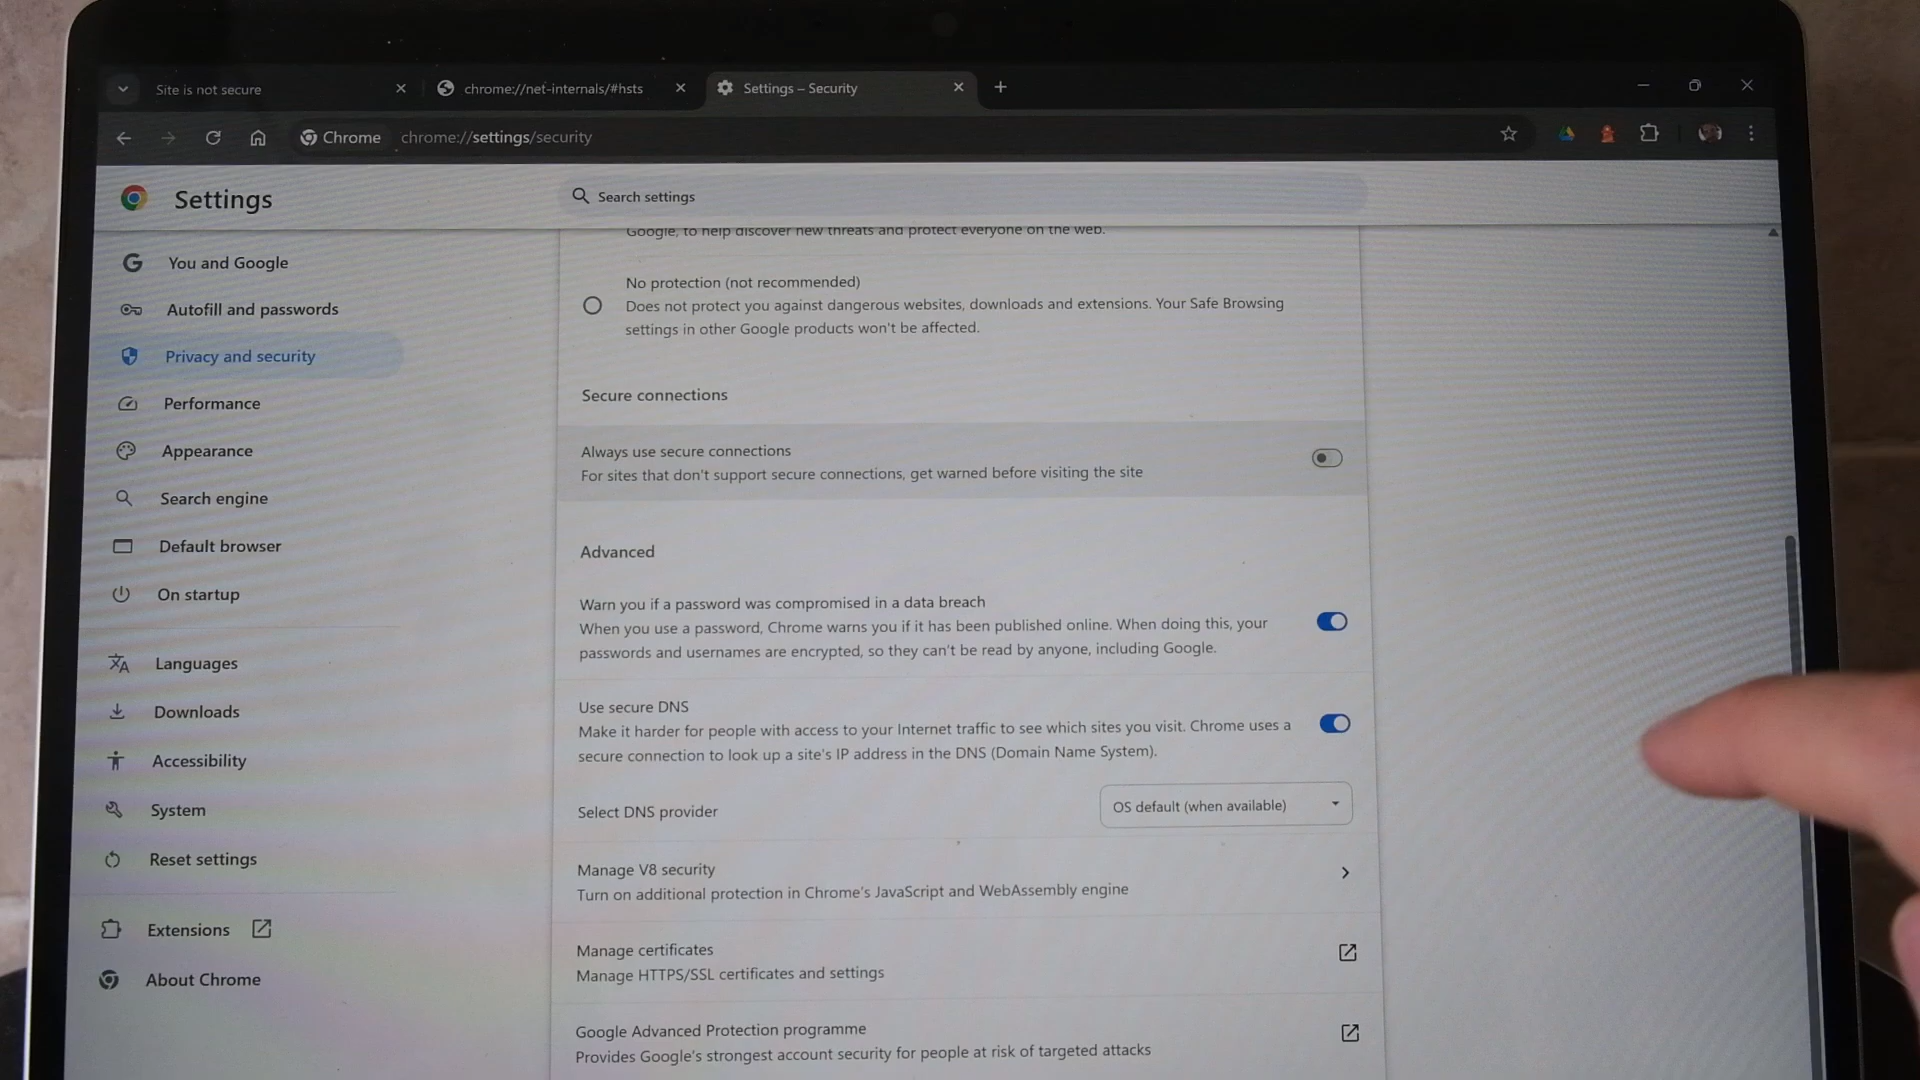 Site is not secure
chrome://net-internals/#hsts
Settings – Security
Chrome
chrome://settings/security
Settings
Search settings
You and Google
Autofill and passwords
Privacy and security
Performance
Appearance
Search engine
Default browser
On startup
Languages
Downloads
Accessibility
System
Reset settings
Extensions
About Chrome
Google, to help discover new threats and protect everyone on the web.
No protection (not recommended)
Does not protect you against dangerous websites, downloads and extensions. Your Safe Browsing
settings in other Google products won't be affected.
Secure connections
Always use secure connections
For sites that don't support secure connections, get warned before visiting the site
Advanced
Warn you if a password was compromised in a data breach
When you use a password, Chrome warns you if it has been published online. When doing this, your
passwords and usernames are encrypted, so they can't be read by anyone, including Google.
Use secure DNS
Make it harder for people with access to your Internet traffic to see which sites you visit. Chrome uses a
secure connection to look up a site's IP address in the DNS (Domain Name System).
Select DNS provider
OS default (when available)
Manage V8 security
Turn on additional protection in Chrome's JavaScript and WebAssembly engine
Manage certificates
Manage HTTPS/SSL certificates and settings
Google Advanced Protection programme
Provides Google's strongest account security for people at risk of targeted attacks